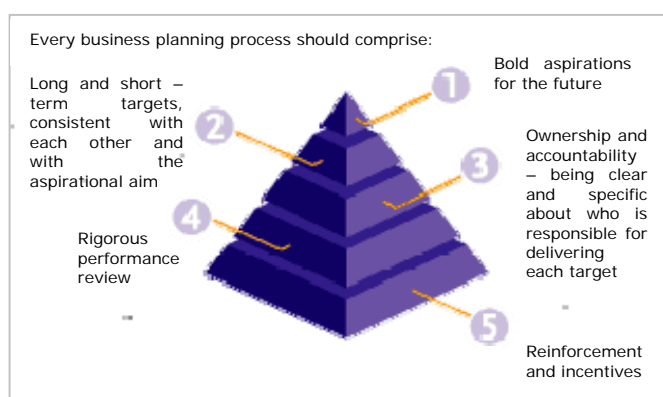 Every business planning process should comprise:
1
Bold aspirations
for the future
Long and short –
term targets,
consistent with
each other and
with the
aspirational aim
2
Ownership and
accountability
– being clear
and specific
about who is
responsible for
delivering
each target
3
4
Rigorous
performance
review
5
Reinforcement
and incentives